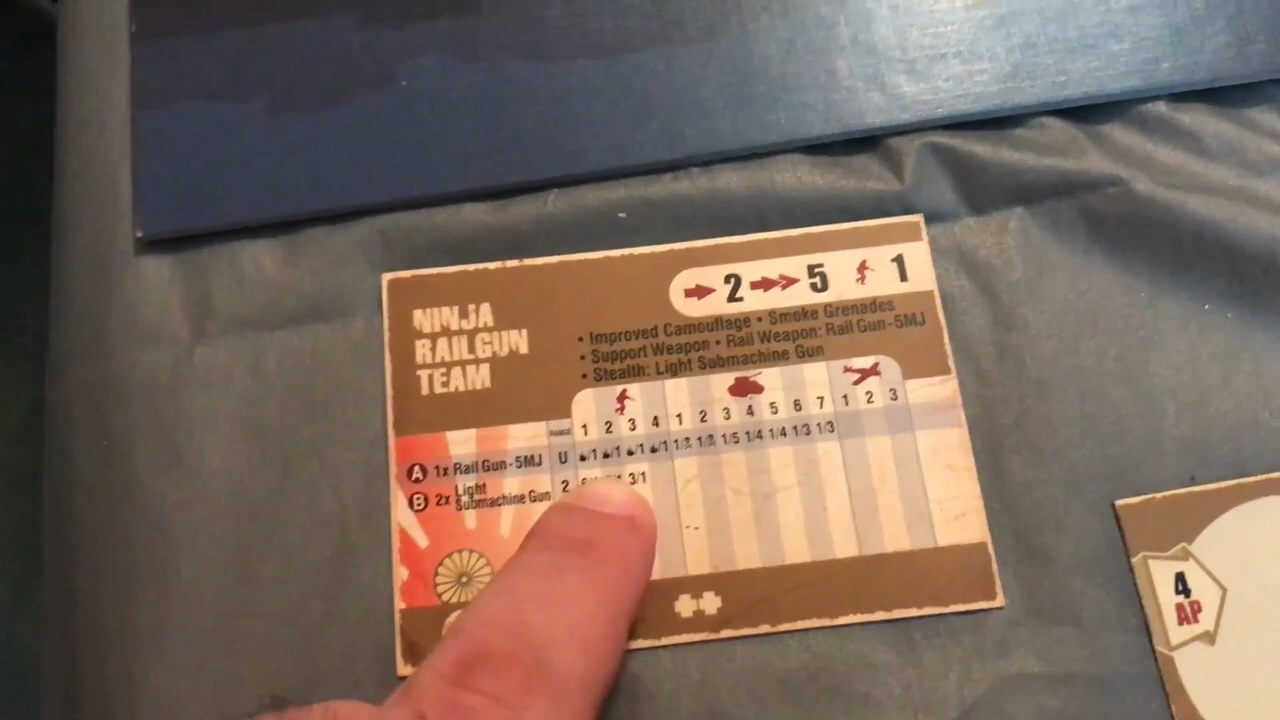 2 5 1
NINJA
RAILGUN
TEAM
• Improved Camouflage • Smoke Grenades
• Support Weapon • Rail Weapon: Rail Gun-5MJ
• Stealth: Light Submachine Gun
RANGE 1 2 3 4 1 2 3 4 5 6 7 1 2 3
A 1x Rail Gun-5MJ U /1 /1 /1 /1 1/5 1/4 1/4 1/3 1/3
B 2x Light
Submachine Gun 2 3/1
4
AP